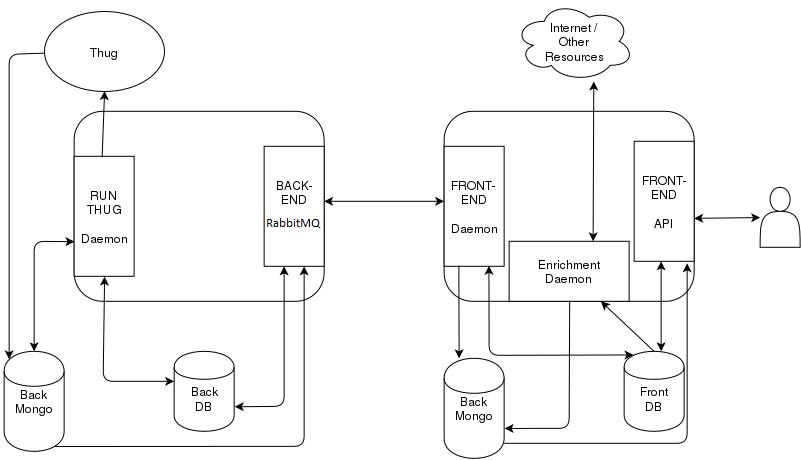 Thug
Internet /
Other
Resources
RUN
THUG
Daemon
BACK-
END
RabbitMQ
FRONT-
END
Daemon
FRONT-
END
API
Enrichment
Daemon
Back
Mongo
Back
DB
Back
Mongo
Front
DB